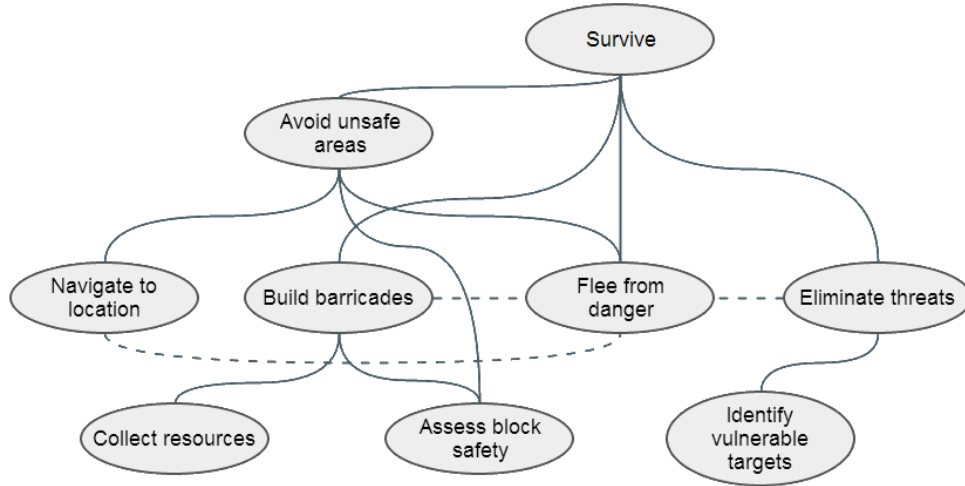 Survive
Avoid unsafe
areas
Navigate to
location
Build barricades
Flee from
danger
Eliminate threats
Collect resources
Assess block
safety
Identify
vulnerable
targets